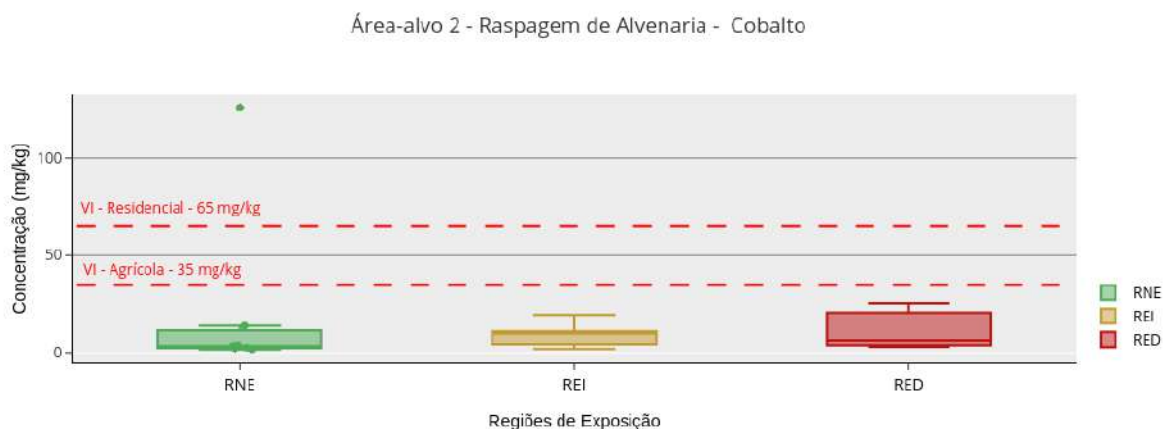 Área-alvo 2 - Raspagem de Alvenaria - Cobalto
Concentração (mg/kg)
100
VI - Residencial - 65 mg/kg
50
VI - Agrícola - 35 mg/kg
0
RNE
REI
RED
RNE
REI
RED
Regiões de Exposição